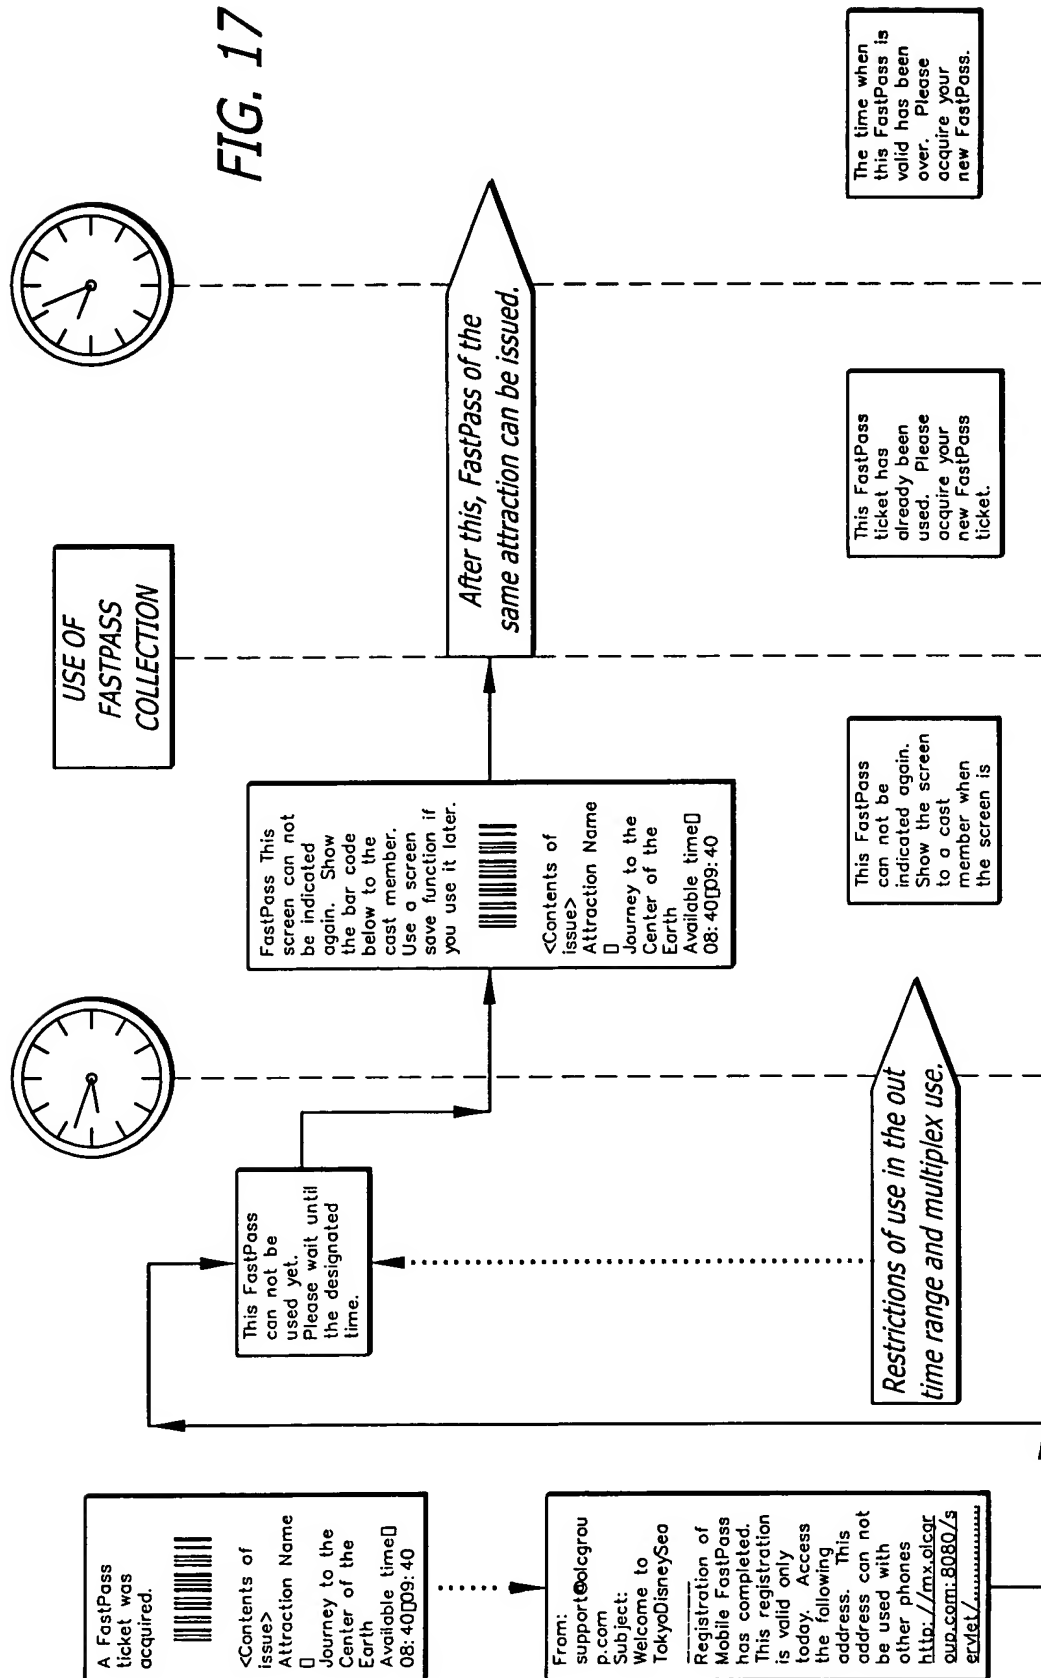 FIG. 17
A FastPass
ticket was
acquired.
<Contents of
issue>
Attraction Name
▯
Journey to the
Center of the
Earth
Available time▯
08:40▯09:40
From:
support@olcgrou
p.com
Subject:
Welcome to
TokyoDisneySea
Registration of
Mobile FastPass
has completed.
This registration
is valid only
today. Access
the following
address. This
address can not
be used with
other phones
http://mx.olcgr
oup.com:8080/s
ervlet/..............
This FastPass
can not be
used yet.
Please wait until
the designated
time.
Restrictions of use in the out
time range and multiplex use.
FastPass This
screen can not
be indicated
again. Show
the bar code
below to the
cast member.
Use a screen
save function if
you use it later.
<Contents of
issue>
Attraction Name
▯
Journey to the
Center of the
Earth
Available time▯
08:40▯09:40
This FastPass
can not be
indicated again.
Show the screen
to a cast
member when
the screen is
USE OF
FASTPASS
COLLECTION
After this, FastPass of the
same attraction can be issued.
This FastPass
ticket has
already been
used. Please
acquire your
new FastPass
ticket.
The time when
this FastPass is
valid has been
over. Please
acquire your
new FastPass.